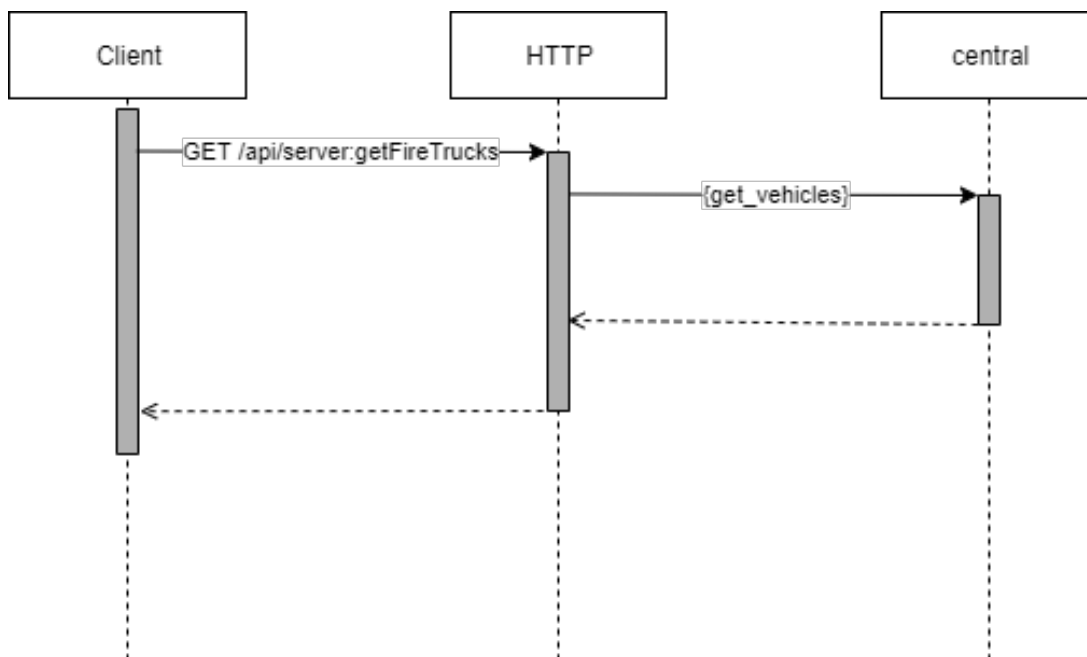 Client
HTTP
central
GET /api/server:getFireTrucks
{get_vehicles}